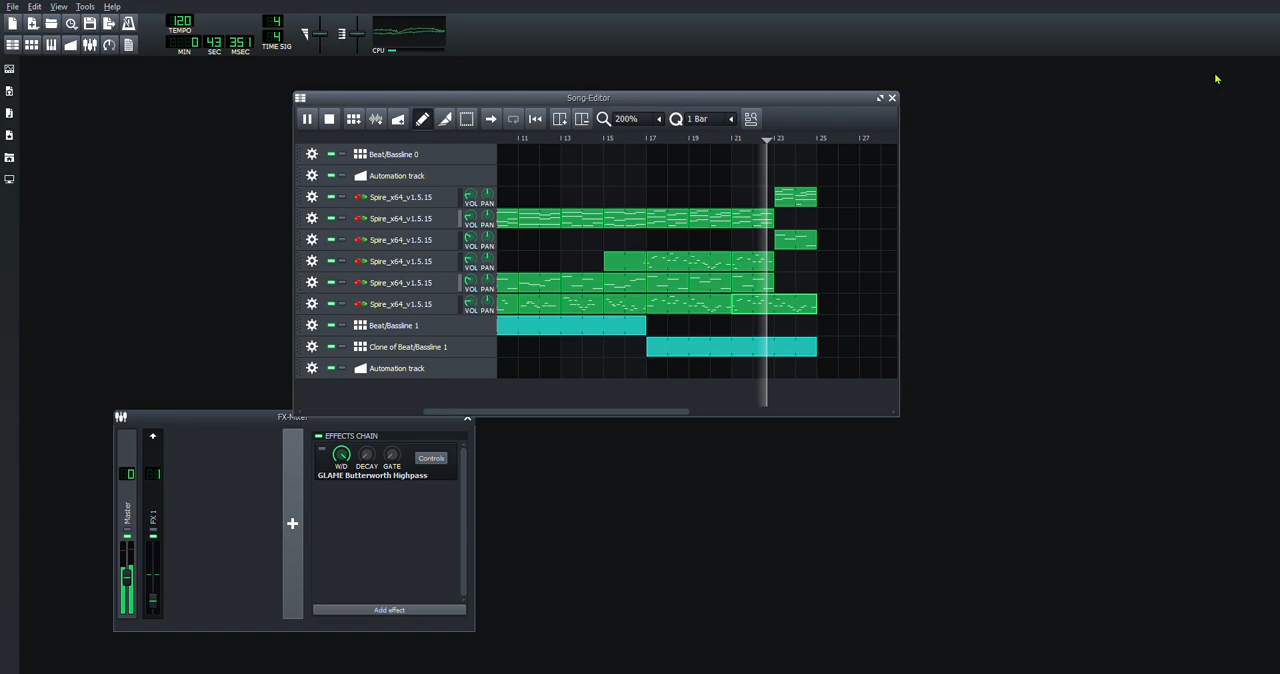 File Edit View Tools Help
120
TEMPO
0 43 351
MIN SEC MSEC
4
4
TIME SIG
CPU
Song-Editor
200%
1 Bar
11 13 15 17 19 21 23 25 27
Beat/Bassline 0
Automation track
Spire_x64_v1.5.15 VOL PAN
Spire_x64_v1.5.15 VOL PAN
Spire_x64_v1.5.15 VOL PAN
Spire_x64_v1.5.15 VOL PAN
Spire_x64_v1.5.15 VOL PAN
Spire_x64_v1.5.15 VOL PAN
Beat/Bassline 1
Clone of Beat/Bassline 1
Automation track
0 Master
1 FX 1
EFFECTS CHAIN
W/D DECAY GATE Controls
GLAME Butterworth Highpass
Add effect